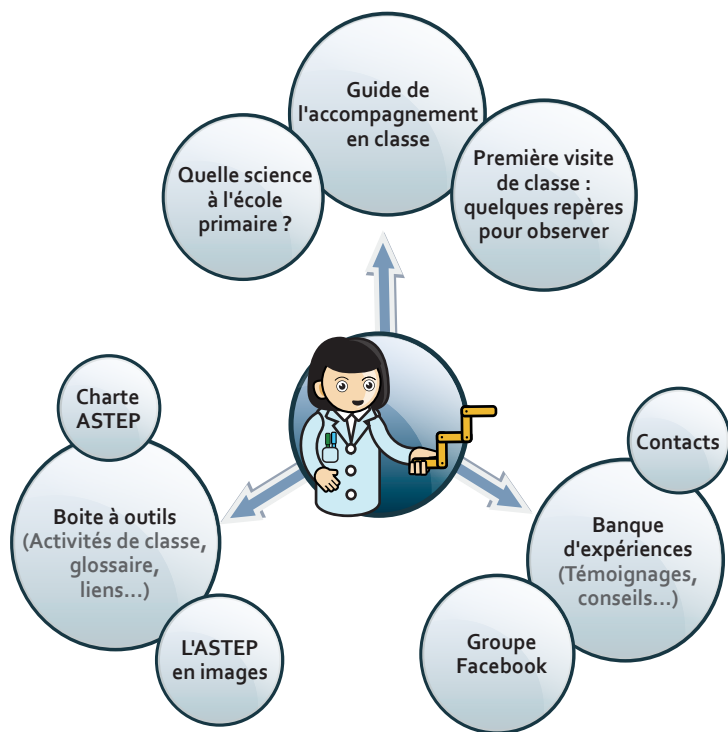 Guide de
l'accompagnement
en classe
Quelle science
à l'école
primaire ?
Première visite
de classe :
quelques repères
pour observer
Charte
ASTEP
Boite à outils
(Activités de classe,
glossaire,
liens...)
L'ASTEP
en images
Contacts
Banque
d'expériences
(Témoignages,
conseils...)
Groupe
Facebook